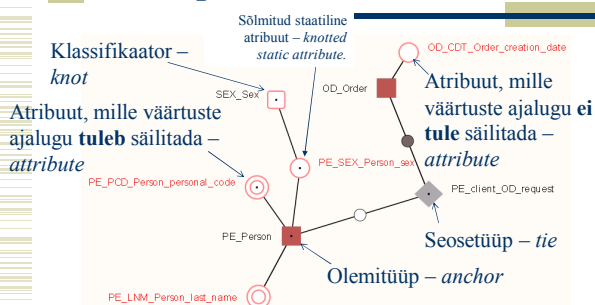 Sõlmitud staatiline
atribuut – knotted
static attribute.
Klassifikaator –
knot
OD_CDT_Order_creation_date
SEX_Sex
OD_Order
Atribuut, mille
väärtuste ajalugu ei
tule säilitada –
attribute
Atribuut, mille väärtuste
ajalugu tuleb säilitada –
attribute
PE_SEX_Person_sex
PE_PCD_Person_personal_code
PE_client_OD_request
PE_Person
Seosetüüp – tie
Olemitüüp – anchor
PE_LNM_Person_last_name